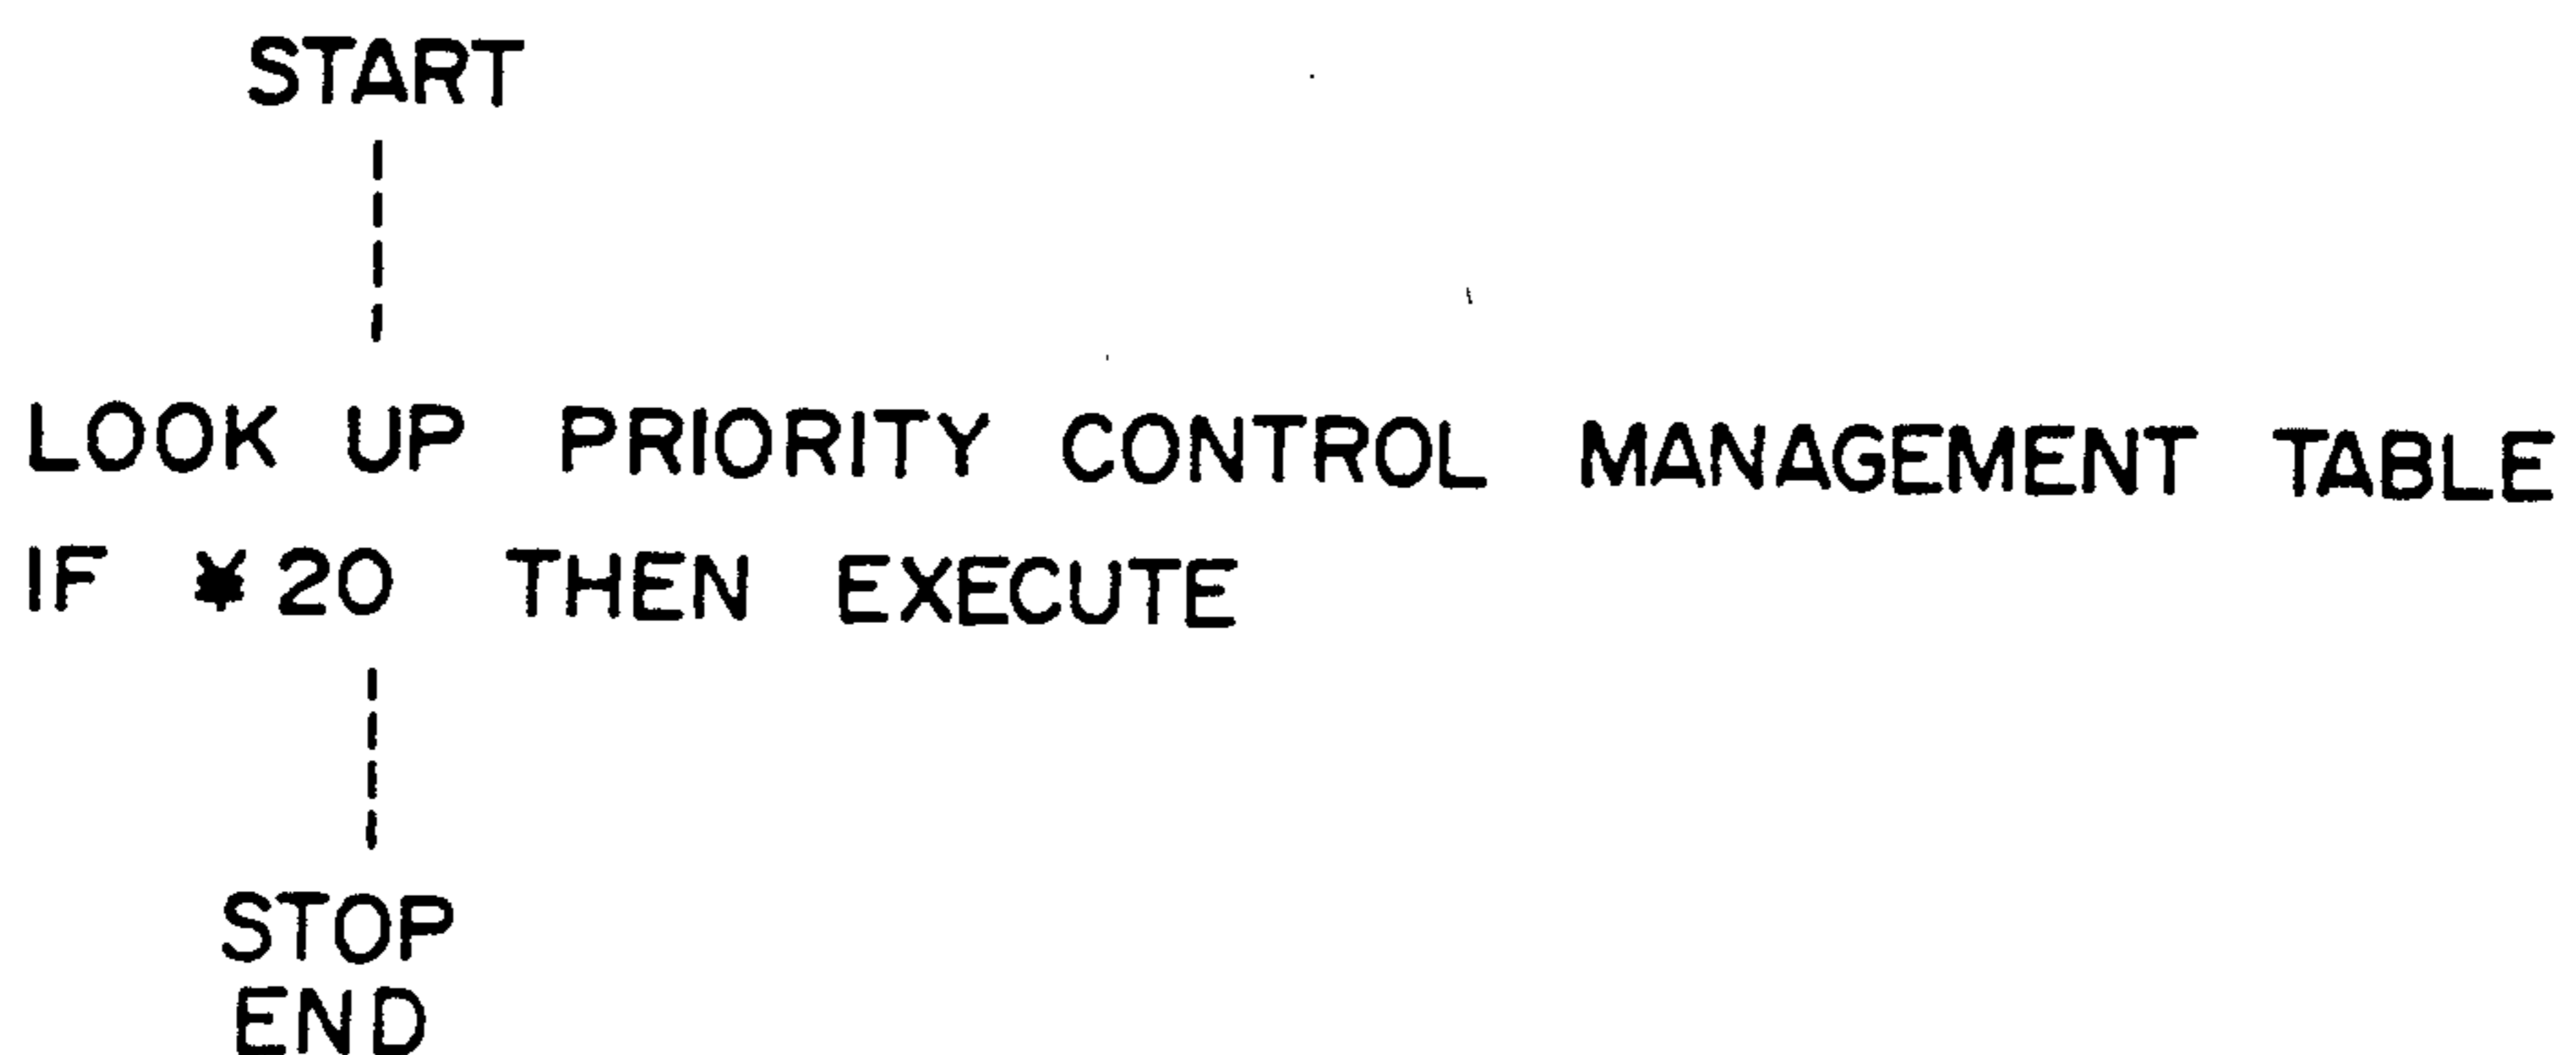 START
LOOK UP PRIORITY CONTROL MANAGEMENT TABLE
IF *20 THEN EXECUTE
STOP
END